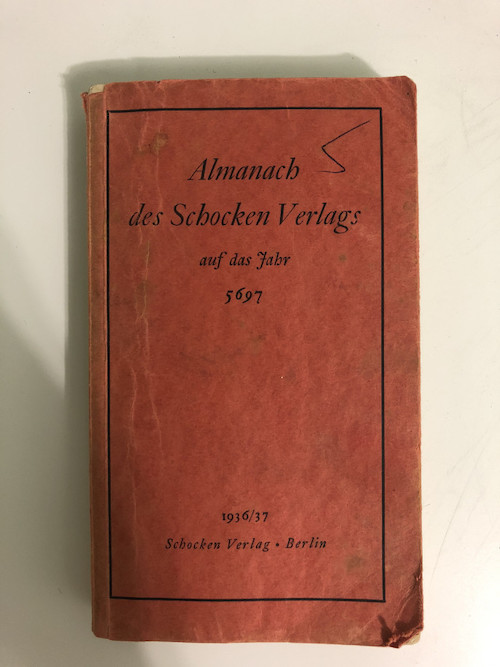 Almanach
des Schocken Verlags
auf das Jahr
5697
1936/37
Schocken Verlag • Berlin